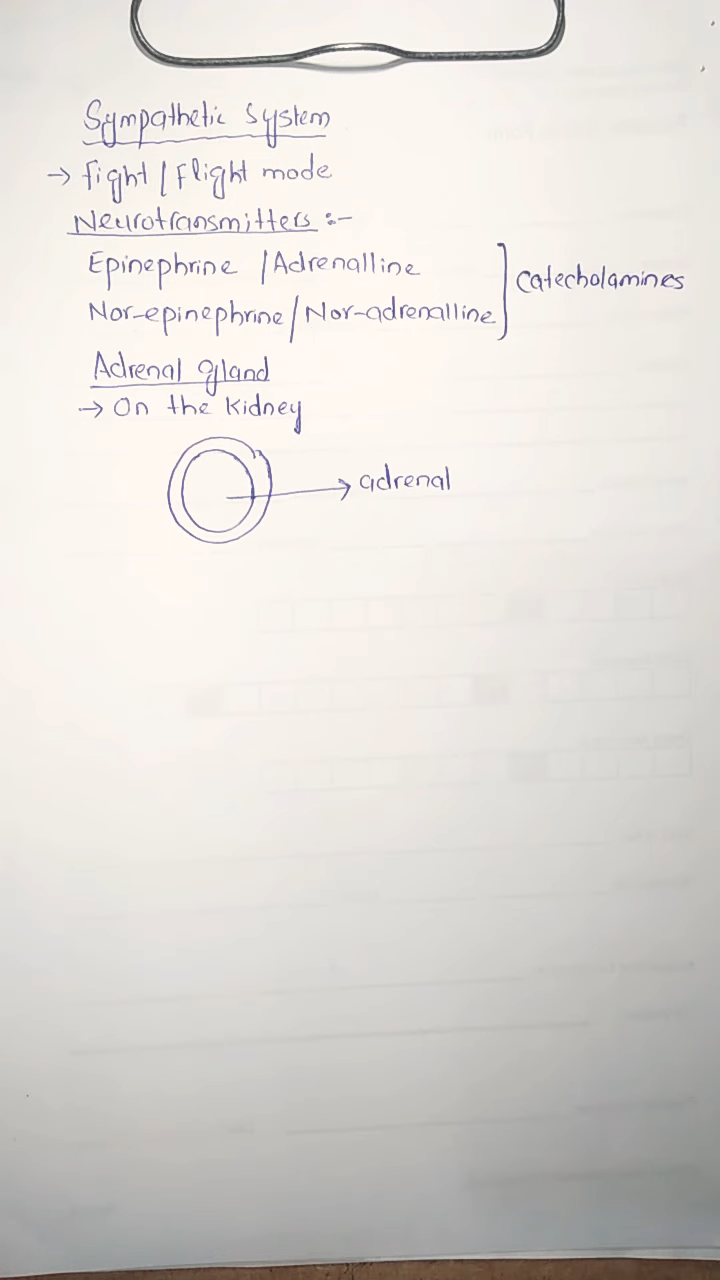 Sympathetic System
→ fight / Flight mode
Neurotransmitters :-
Epinephrine / Adrenalline
Nor-epinephrine / Nor-adrenalline
Catecholamines
Adrenal gland
→ On the kidney
adrenal